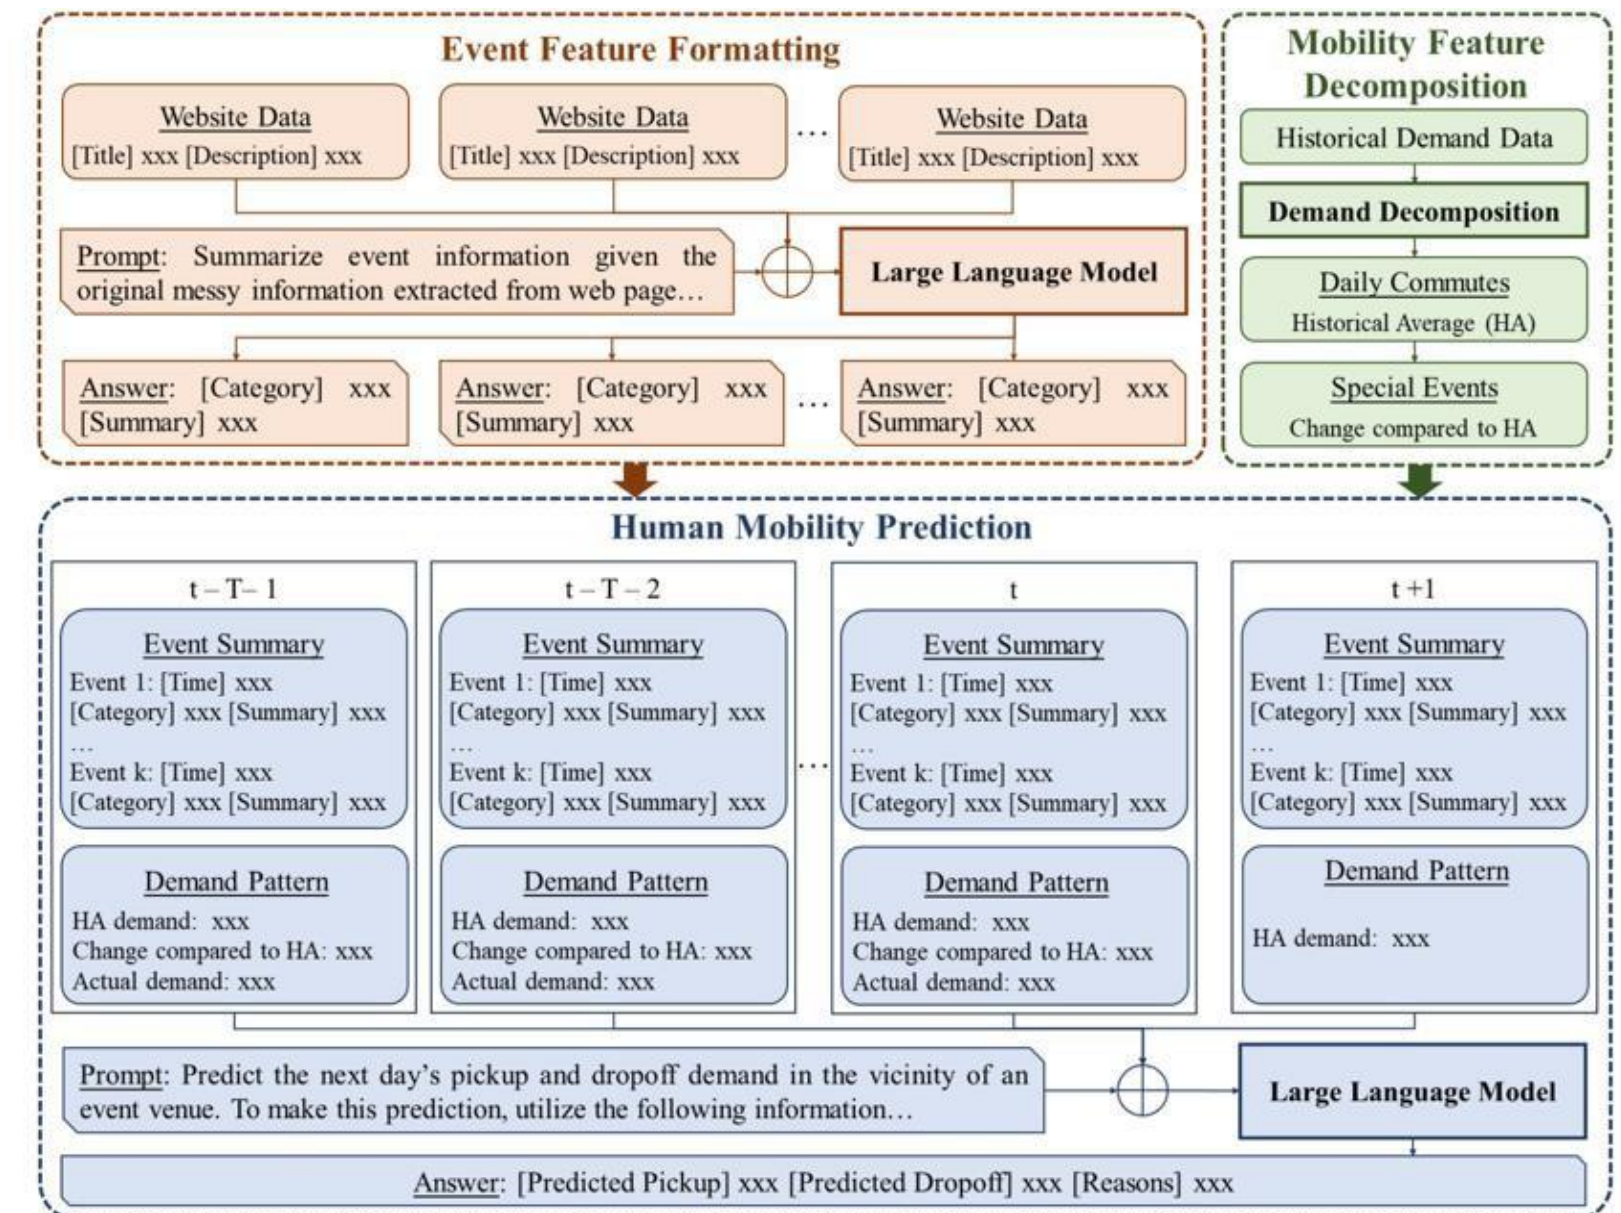 Event Feature Formatting
Website Data
[Title] xxx [Description] xxx
Website Data
[Title] xxx [Description] xxx
...
Website Data
[Title] xxx [Description] xxx
Prompt: Summarize event information given the
original messy information extracted from web page…
Large Language Model
Answer: [Category] xxx
[Summary] xxx
Answer: [Category] xxx
[Summary] xxx
...
Answer: [Category] xxx
[Summary] xxx
Mobility Feature
Decomposition
Historical Demand Data
Demand Decomposition
Daily Commutes
Historical Average (HA)
Special Events
Change compared to HA
Human Mobility Prediction
t – T– 1
Event Summary
Event 1: [Time] xxx
[Category] xxx [Summary] xxx
…
Event k: [Time] xxx
[Category] xxx [Summary] xxx
Demand Pattern
HA demand: xxx
Change compared to HA: xxx
Actual demand: xxx
t – T – 2
Event Summary
Event 1: [Time] xxx
[Category] xxx [Summary] xxx
…
Event k: [Time] xxx
[Category] xxx [Summary] xxx
Demand Pattern
HA demand: xxx
Change compared to HA: xxx
Actual demand: xxx
...
t
Event Summary
Event 1: [Time] xxx
[Category] xxx [Summary] xxx
…
Event k: [Time] xxx
[Category] xxx [Summary] xxx
Demand Pattern
HA demand: xxx
Change compared to HA: xxx
Actual demand: xxx
t +1
Event Summary
Event 1: [Time] xxx
[Category] xxx [Summary] xxx
…
Event k: [Time] xxx
[Category] xxx [Summary] xxx
Demand Pattern
HA demand: xxx
Prompt: Predict the next day's pickup and dropoff demand in the vicinity of an
event venue. To make this prediction, utilize the following information…
Large Language Model
Answer: [Predicted Pickup] xxx [Predicted Dropoff] xxx [Reasons] xxx